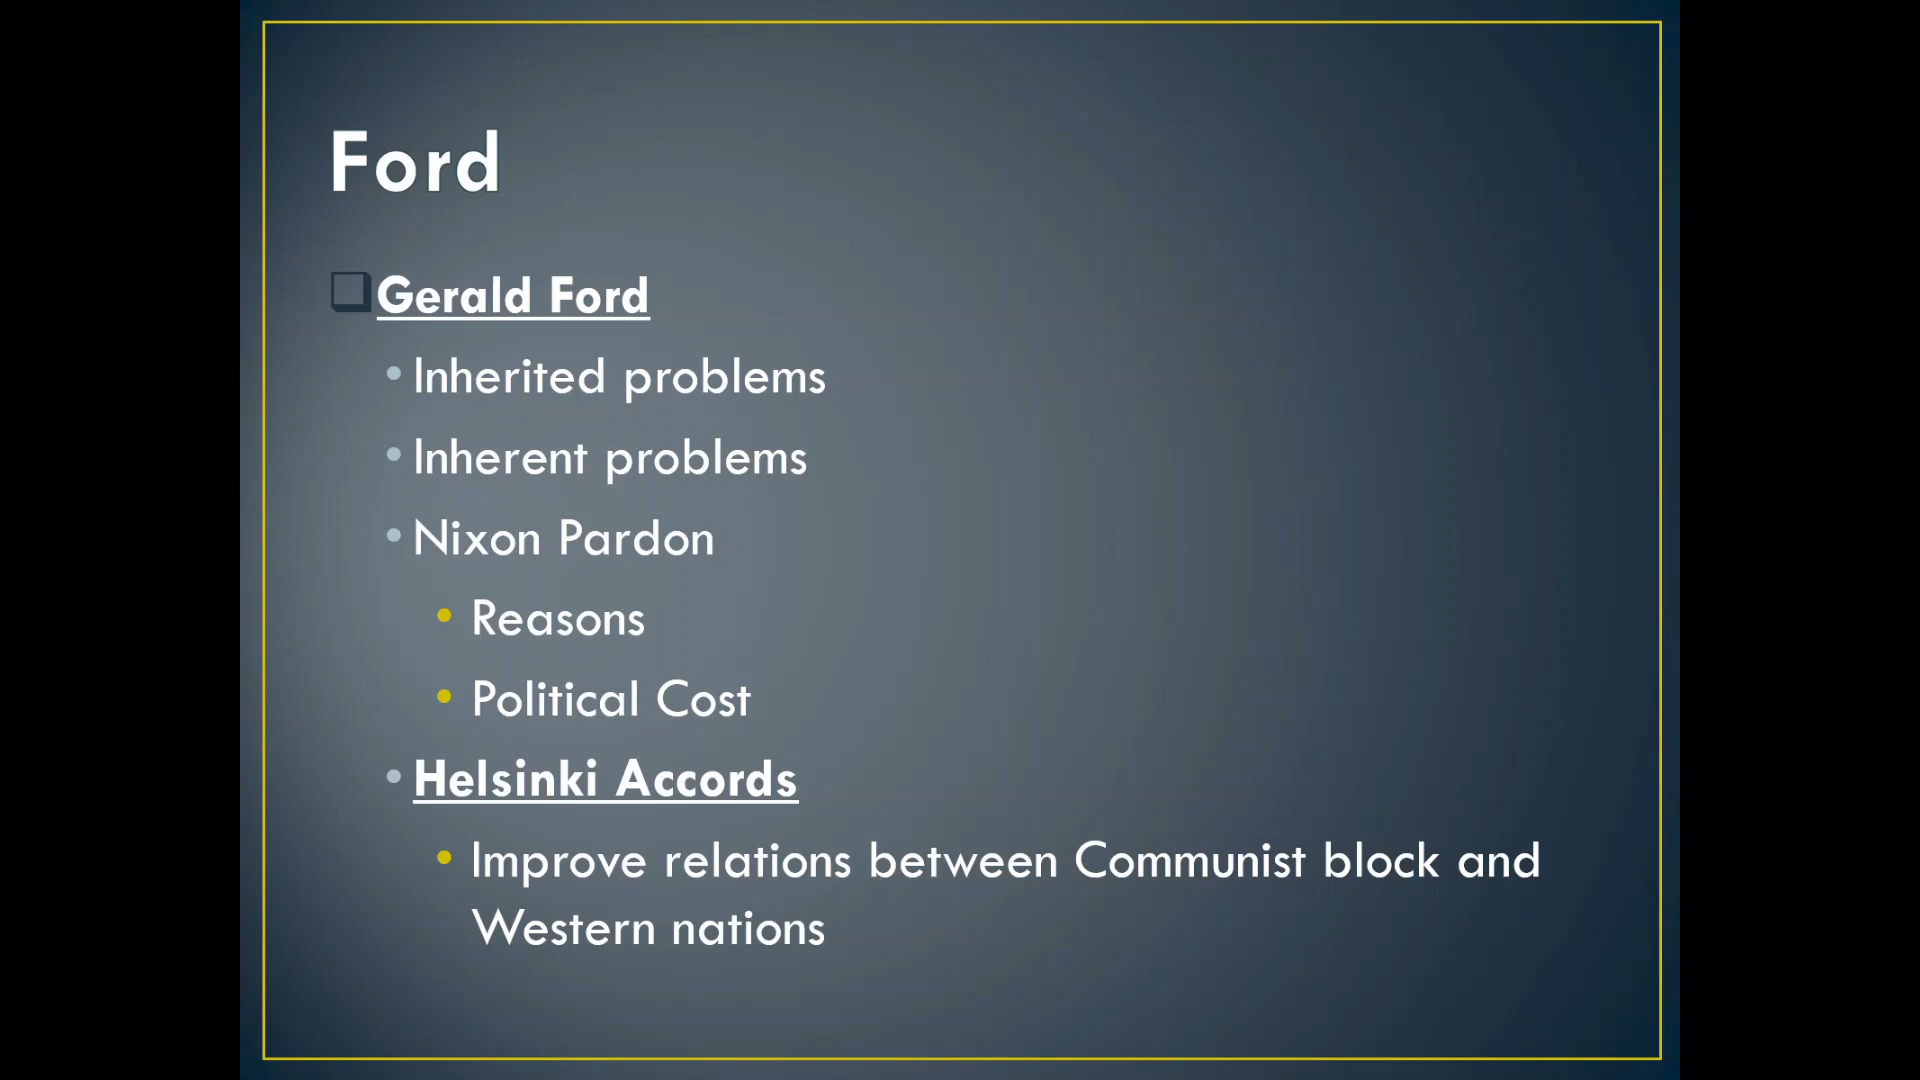 Ford
Gerald Ford
Inherited problems
Inherent problems
Nixon Pardon
Reasons
Political Cost
Helsinki Accords
Improve relations between Communist block and
Western nations